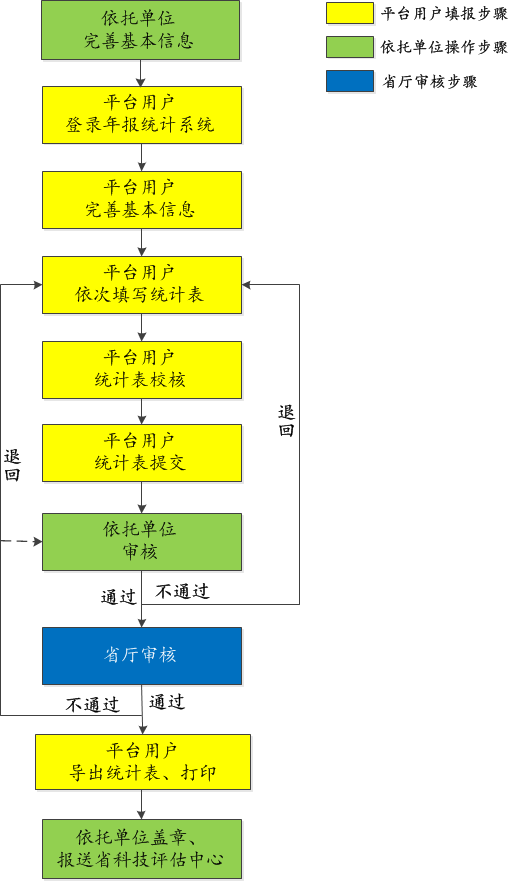 依托单位
完善基本信息
平台用户填报步骤
依托单位操作步骤
省厅审核步骤
平台用户
登录年报统计系统
平台用户
完善基本信息
平台用户
依次填写统计表
平台用户
统计表校核
平台用户
统计表提交
退回
退回
依托单位
审核
通过
不通过
省厅审核
不通过
通过
平台用户
导出统计表、打印
依托单位盖章、
报送省科技评估中心